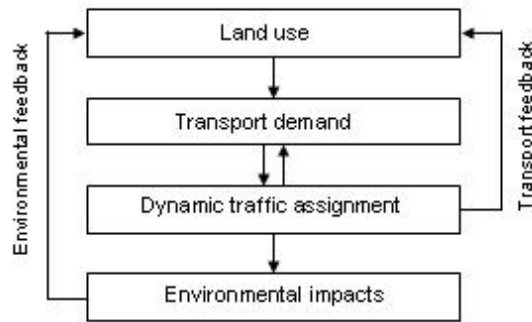 Land use
Transport demand
Dynamic traffic assignment
Environmental impacts
Environmental feedback
Transport feedback